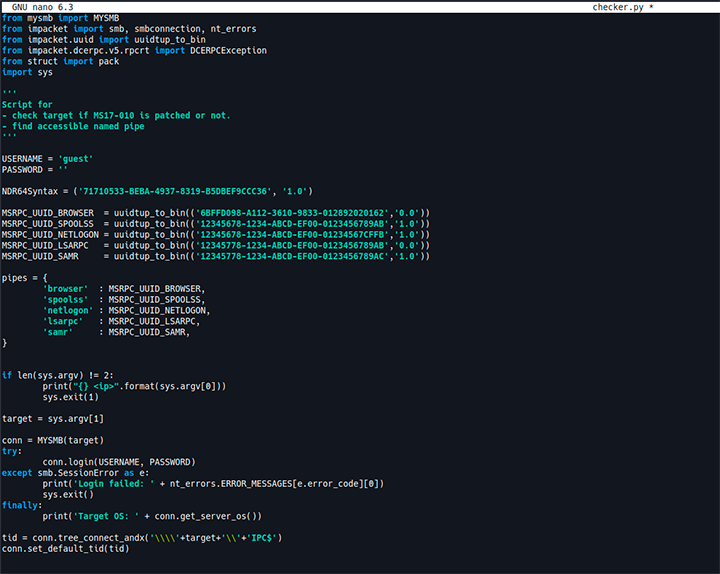 GNU nano 6.3 checker.py *
from mysmb import MYSMB
from impacket import smb, smbconnection, nt_errors
from impacket.uuid import uuidtup_to_bin
from impacket.dcerpc.v5.rpcrt import DCERPCException
from struct import pack
import sys
'''
Script for
- check target if MS17-010 is patched or not.
- find accessible named pipe
'''
USERNAME = 'guest'
PASSWORD = ''
NDR64Syntax = ('71710533-BEBA-4937-8319-B5DBEF9CCC36', '1.0')
MSRPC_UUID_BROWSER  = uuidtup_to_bin(('6BFFD098-A112-3610-9833-012892020162','0.0'))
MSRPC_UUID_SPOOLSS  = uuidtup_to_bin(('12345678-1234-ABCD-EF00-0123456789AB','1.0'))
MSRPC_UUID_NETLOGON = uuidtup_to_bin(('12345678-1234-ABCD-EF00-01234567CFFB','1.0'))
MSRPC_UUID_LSARPC   = uuidtup_to_bin(('12345778-1234-ABCD-EF00-0123456789AB','0.0'))
MSRPC_UUID_SAMR     = uuidtup_to_bin(('12345778-1234-ABCD-EF00-0123456789AC','1.0'))
pipes = {
        'browser'  : MSRPC_UUID_BROWSER,
        'spoolss'  : MSRPC_UUID_SPOOLSS,
        'netlogon' : MSRPC_UUID_NETLOGON,
        'lsarpc'   : MSRPC_UUID_LSARPC,
        'samr'     : MSRPC_UUID_SAMR,
}
if len(sys.argv) != 2:
        print("{} <ip>".format(sys.argv[0]))
        sys.exit(1)
target = sys.argv[1]
conn = MYSMB(target)
try:
        conn.login(USERNAME, PASSWORD)
except smb.SessionError as e:
        print('Login failed: ' + nt_errors.ERROR_MESSAGES[e.error_code][0])
        sys.exit()
finally:
        print('Target OS: ' + conn.get_server_os())
tid = conn.tree_connect_andx('\\\\'+target+'\\'+'IPC$')
conn.set_default_tid(tid)